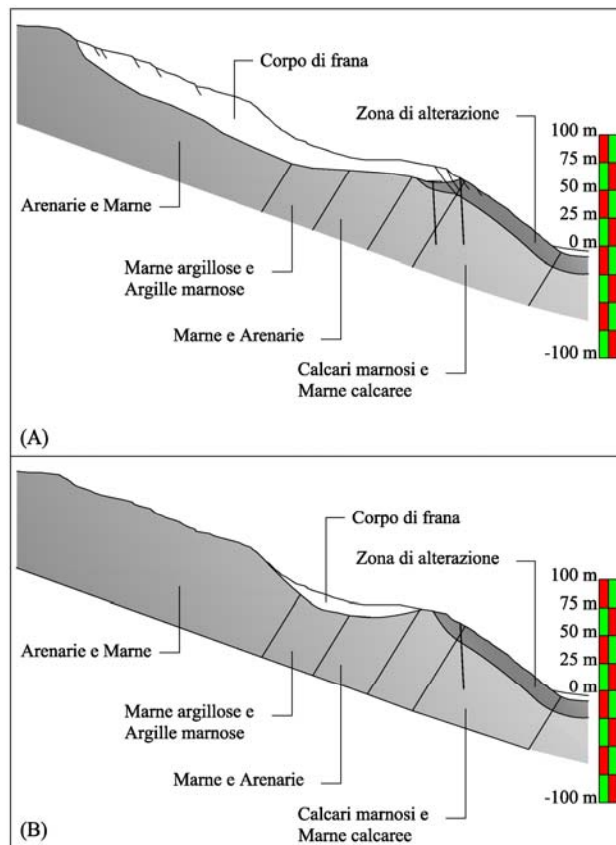 Corpo di frana
Zona di alterazione
100 m
75 m
50 m
25 m
0 m
-100 m
Arenarie e Marne
Marne argillose e
Argille marnose
Marne e Arenarie
Calcari marnosi e
Marne calcaree
(A)
Corpo di frana
Zona di alterazione
100 m
75 m
50 m
25 m
0 m
-100 m
Arenarie e Marne
Marne argillose e
Argille marnose
Marne e Arenarie
Calcari marnosi e
Marne calcaree
(B)